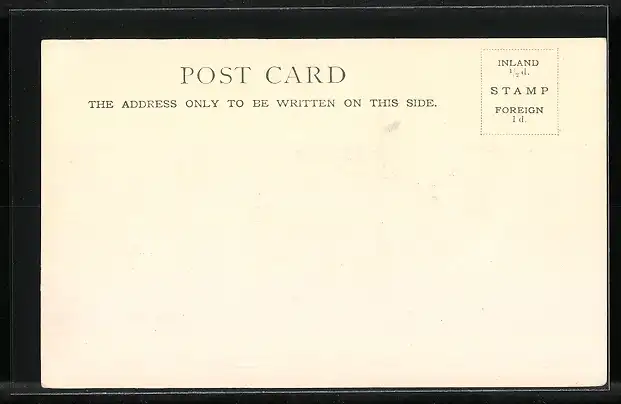 POST CARD
THE ADDRESS ONLY TO BE WRITTEN ON THIS SIDE.
INLAND
½d.
STAMP
FOREIGN
1d.